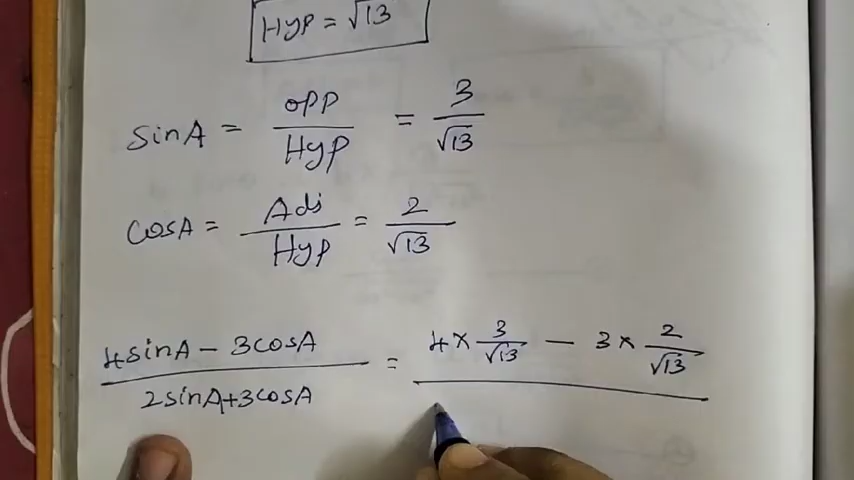 Hyp = √13
sinA = opp/Hyp = 3/√13
cosA = Adj/Hyp = 2/√13
4sinA - 3cosA / 2sinA+3cosA = 4 × 3/√13 - 3 × 2/√13